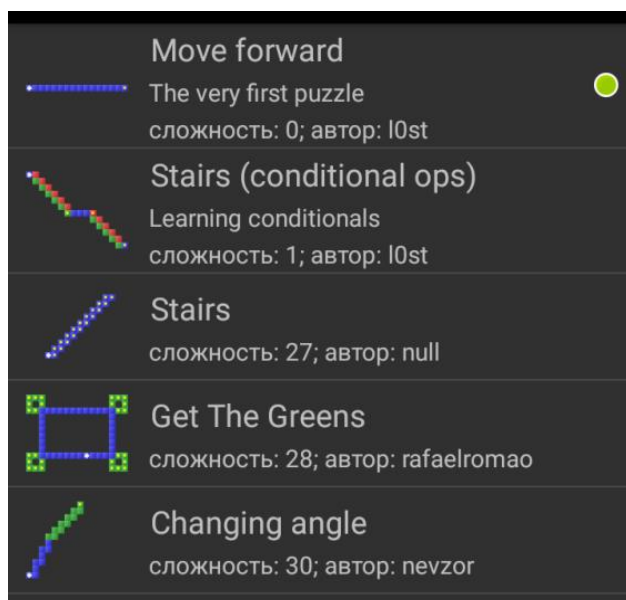 Move forward
The very first puzzle
сложность: 0; автор: l0st
Stairs (conditional ops)
Learning conditionals
сложность: 1; автор: l0st
Stairs
сложность: 27; автор: null
Get The Greens
сложность: 28; автор: rafaelromao
Changing angle
сложность: 30; автор: nevzor